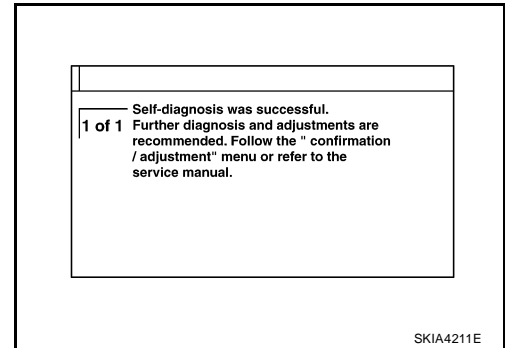 Self-diagnosis was successful.
1 of 1 Further diagnosis and adjustments are
recommended. Follow the " confirmation
/ adjustment" menu or refer to the
service manual.
SKIA4211E